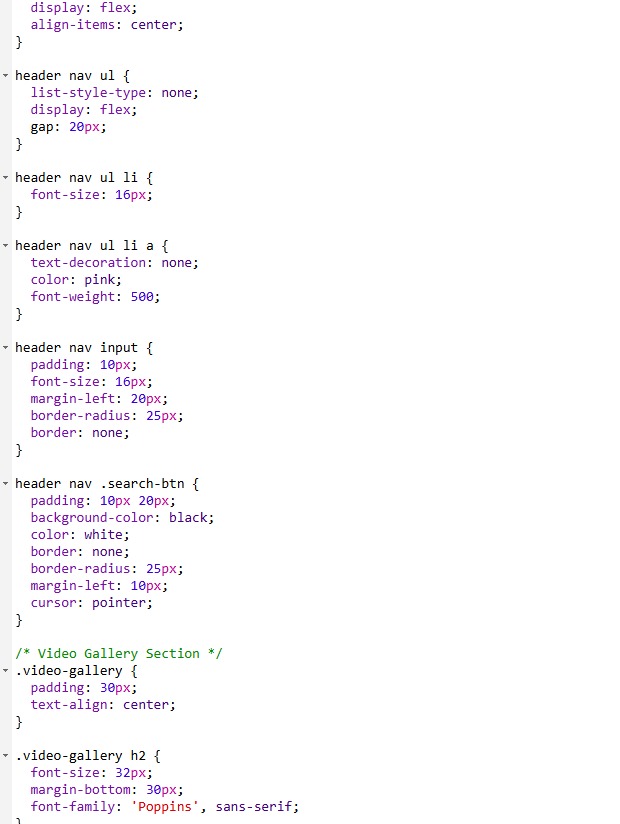 display: flex;
align-items: center;
}
header nav ul {
list-style-type: none;
display: flex;
gap: 20px;
}
header nav ul li {
font-size: 16px;
}
header nav ul li a {
text-decoration: none;
color: pink;
font-weight: 500;
}
header nav input {
padding: 10px;
font-size: 16px;
margin-left: 20px;
border-radius: 25px;
border: none;
}
header nav .search-btn {
padding: 10px 20px;
background-color: black;
color: white;
border: none;
border-radius: 25px;
margin-left: 10px;
cursor: pointer;
}
/* Video Gallery Section */
.video-gallery {
padding: 30px;
text-align: center;
}
.video-gallery h2 {
font-size: 32px;
margin-bottom: 30px;
font-family: 'Poppins', sans-serif;
}